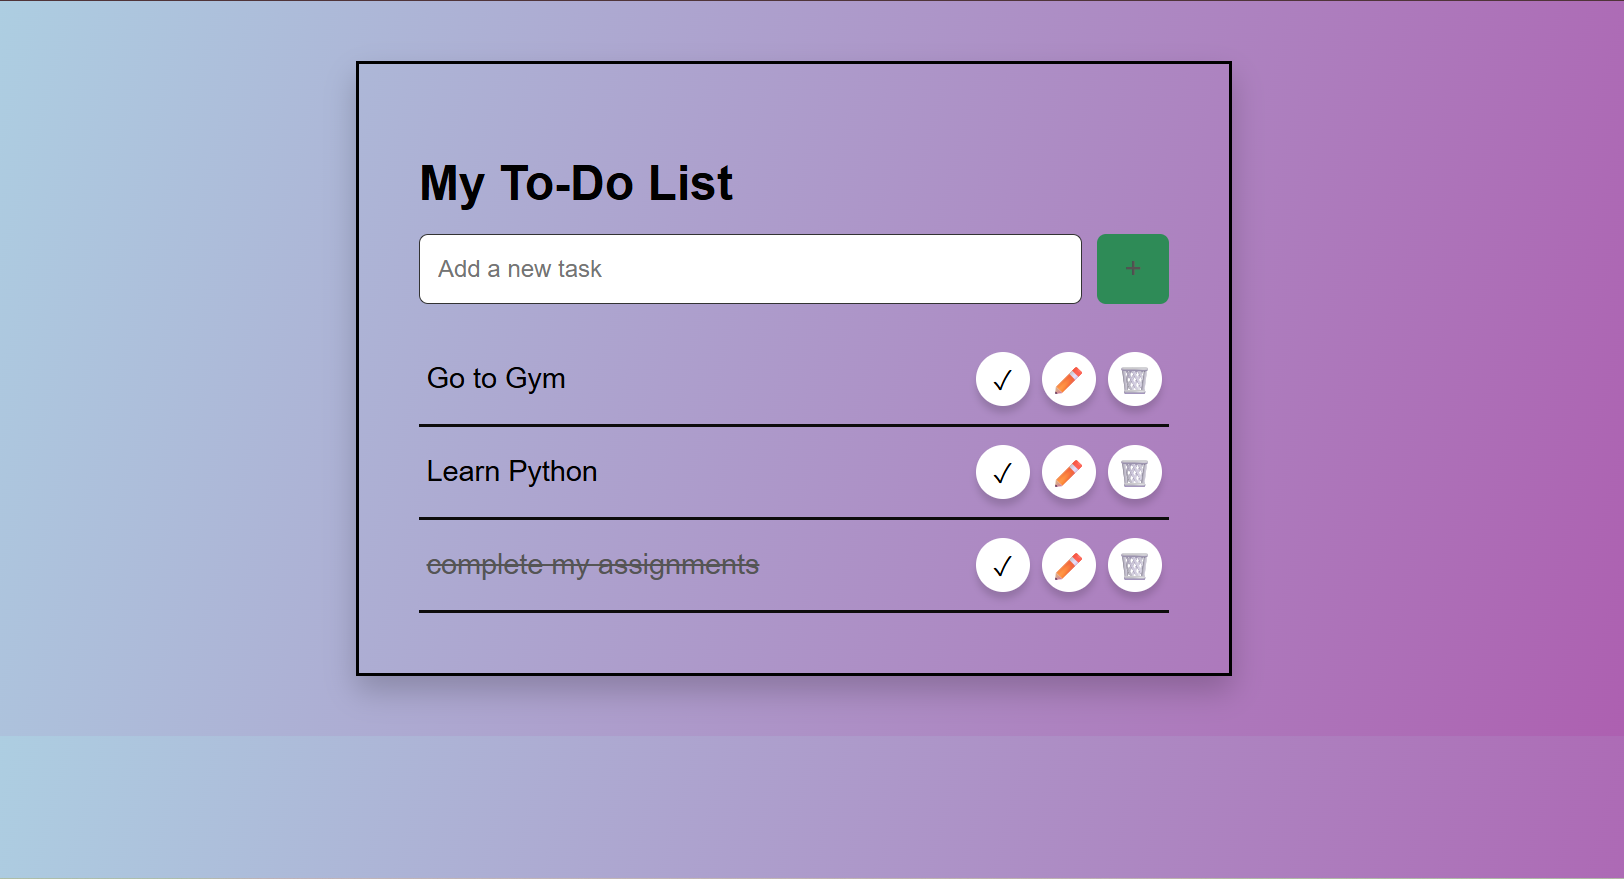 My To-Do List
Add a new task
+
Go to Gym
Learn Python
complete my assignments